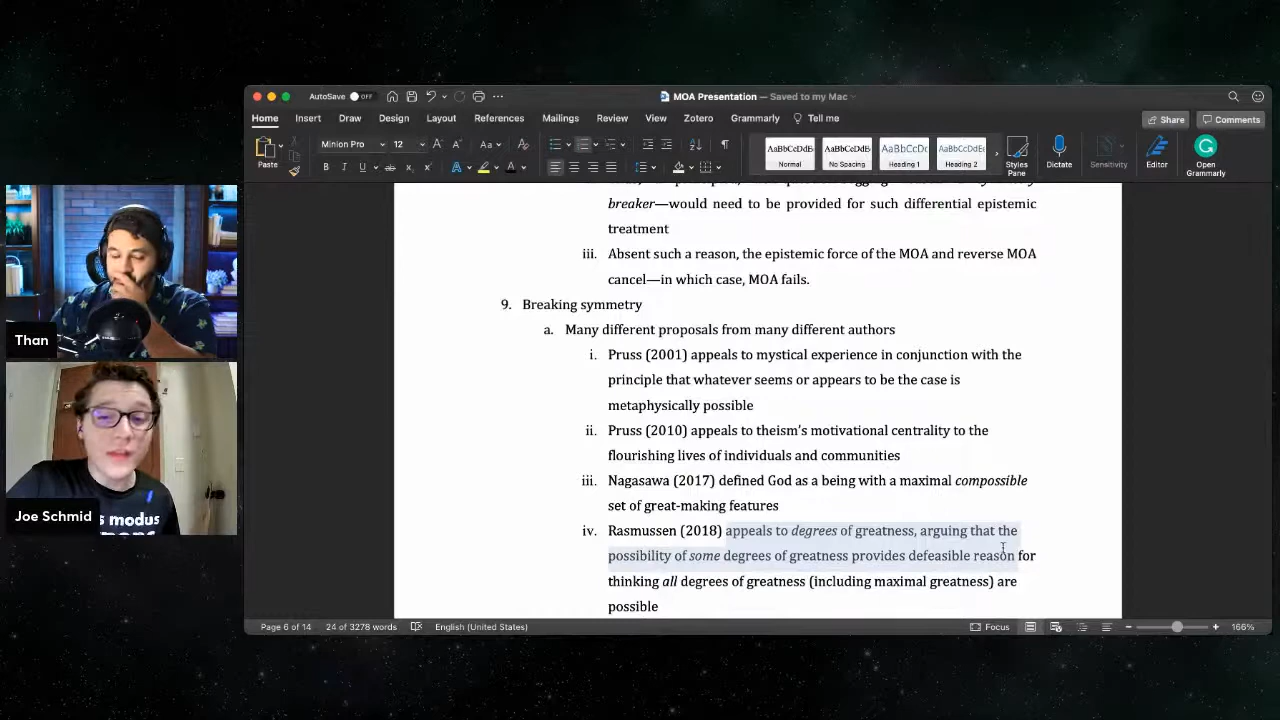 AutoSave OFF
MOA Presentation — Saved to my Mac
Home Insert Draw Design Layout References Mailings Review View Zotero Grammarly Tell me
Share Comments
Paste
Minion Pro 12
AaBbCcDdE Normal
AaBbCcDdE No Spacing
AaBbCcDc Heading 1
AaBbCcDdE Heading 2
Styles Pane
Dictate
Sensitivity
Editor
Open Grammarly
breaker—would need to be provided for such differential epistemic
treatment
iii. Absent such a reason, the epistemic force of the MOA and reverse MOA
cancel—in which case, MOA fails.
9. Breaking symmetry
a. Many different proposals from many different authors
i. Pruss (2001) appeals to mystical experience in conjunction with the
principle that whatever seems or appears to be the case is
metaphysically possible
ii. Pruss (2010) appeals to theism's motivational centrality to the
flourishing lives of individuals and communities
iii. Nagasawa (2017) defined God as a being with a maximal compossible
set of great-making features
iv. Rasmussen (2018) appeals to degrees of greatness, arguing that the
possibility of some degrees of greatness provides defeasible reason for
thinking all degrees of greatness (including maximal greatness) are
possible
Page 6 of 14 24 of 3278 words English (United States) Focus 166%
Than
s modus
Joe Schmid